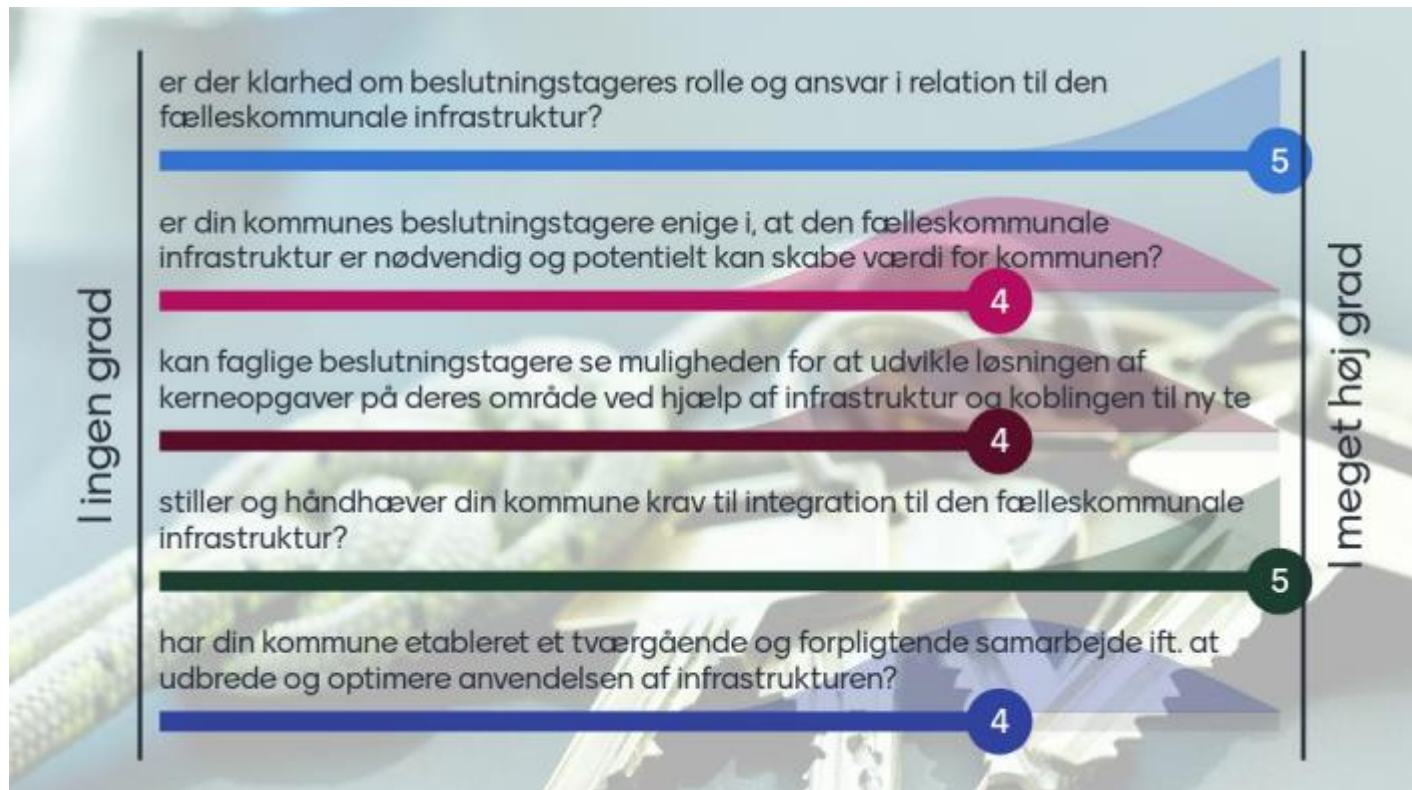 er der klarhed om beslutningstageres rolle og ansvar i relation til den
fælleskommunale infrastruktur?
5
er din kommunes beslutningstagere enige i, at den fælleskommunale
infrastruktur er nødvendig og potentielt kan skabe værdi for kommunen?
4
kan faglige beslutningstagere se muligheden for at udvikle løsningen af
kerneopgaver på deres område ved hjælp af infrastruktur og koblingen til ny te
4
stiller og håndhæver din kommune krav til integration til den fælleskommunale
infrastruktur?
5
har din kommune etableret et tværgående og forpligtende samarbejde ift. at
udbrede og optimere anvendelsen af infrastrukturen?
4
I ingen grad
I meget høj grad